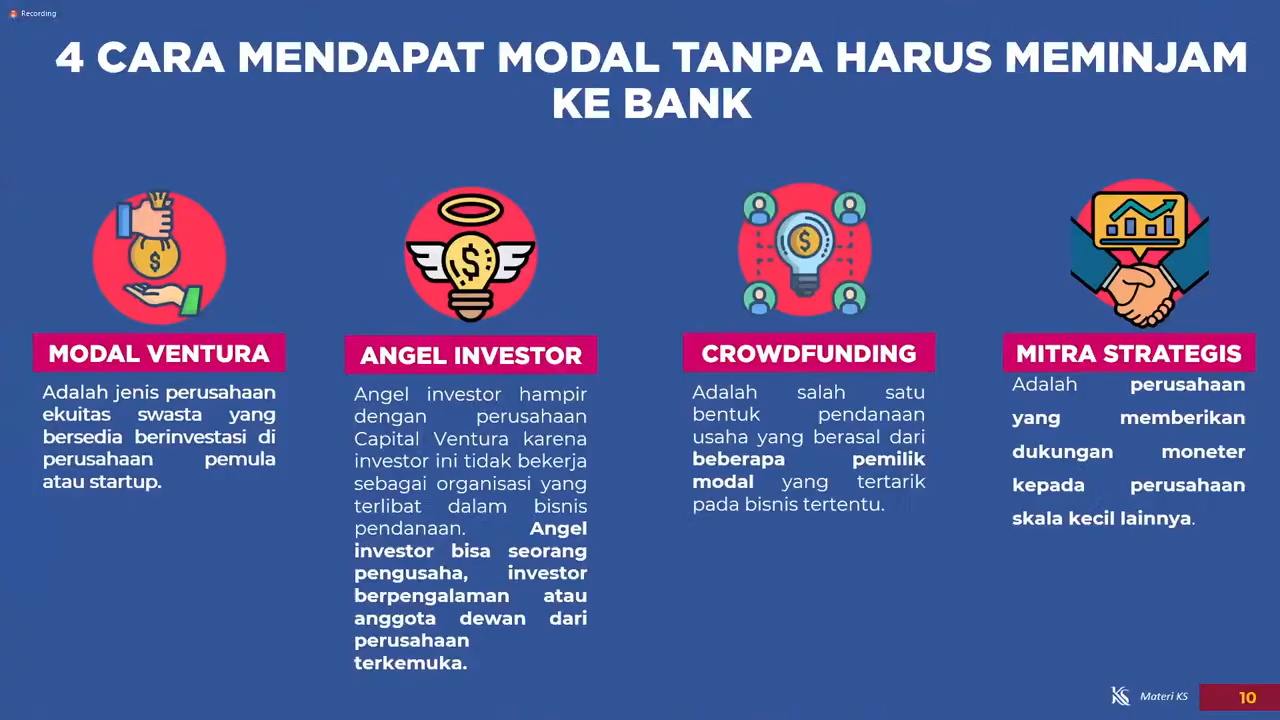 Recording
4 CARA MENDAPAT MODAL TANPA HARUS MEMINJAM
KE BANK
MODAL VENTURA
Adalah jenis perusahaan
ekuitas swasta yang
bersedia berinvestasi di
perusahaan pemula
atau startup.
ANGEL INVESTOR
Angel investor hampir
dengan perusahaan
Capital Ventura karena
investor ini tidak bekerja
sebagai organisasi yang
terlibat dalam bisnis
pendanaan. Angel
investor bisa seorang
pengusaha, investor
berpengalaman atau
anggota dewan dari
perusahaan
terkemuka.
CROWDFUNDING
Adalah salah satu
bentuk pendanaan
usaha yang berasal dari
beberapa pemilik
modal yang tertarik
pada bisnis tertentu.
MITRA STRATEGIS
Adalah perusahaan
yang memberikan
dukungan moneter
kepada perusahaan
skala kecil lainnya.
KS Materi KS
10